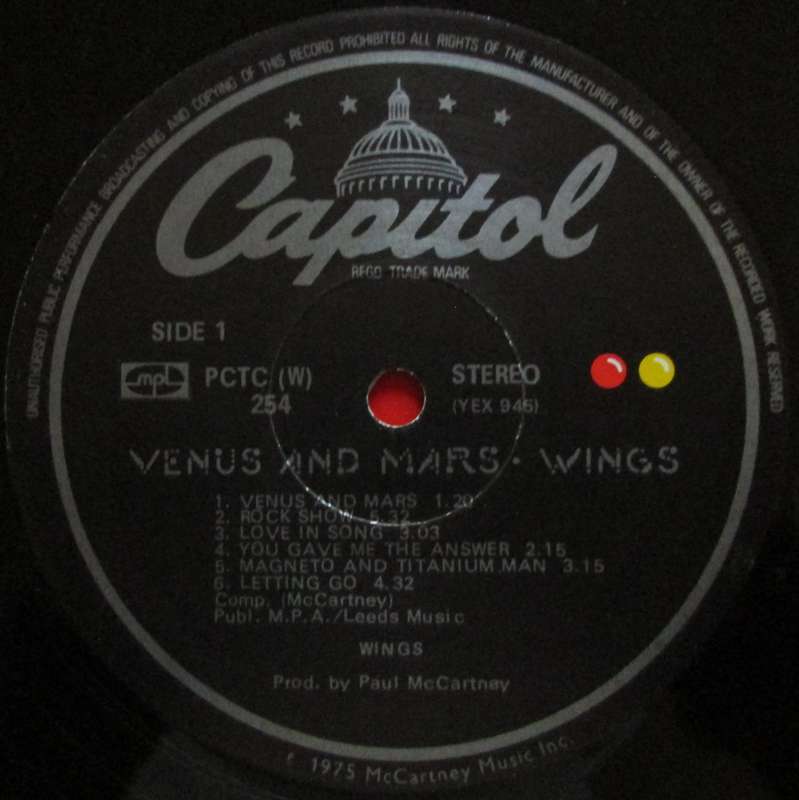 UNAUTHORISED PUBLIC PERFORMANCE BROADCASTING AND COPYING OF THIS RECORD PROHIBITED ALL RIGHTS OF THE MANUFACTURER AND OF THE OWNER OF THE RECORDED WORK RESERVED
Capitol
REGD TRADE MARK
SIDE 1
mpl PCTC (W) STEREO
254 (YEX 945)
VENUS AND MARS · WINGS
1. VENUS AND MARS 1.20
2. ROCK SHOW 5.32
3. LOVE IN SONG 3.03
4. YOU GAVE ME THE ANSWER 2.15
5. MAGNETO AND TITANIUM MAN 3.15
6. LETTING GO 4.32
Comp. (McCartney)
Publ. M.P.A./Leeds Music
WINGS
Prod. by Paul McCartney
1975 McCartney Music Inc.